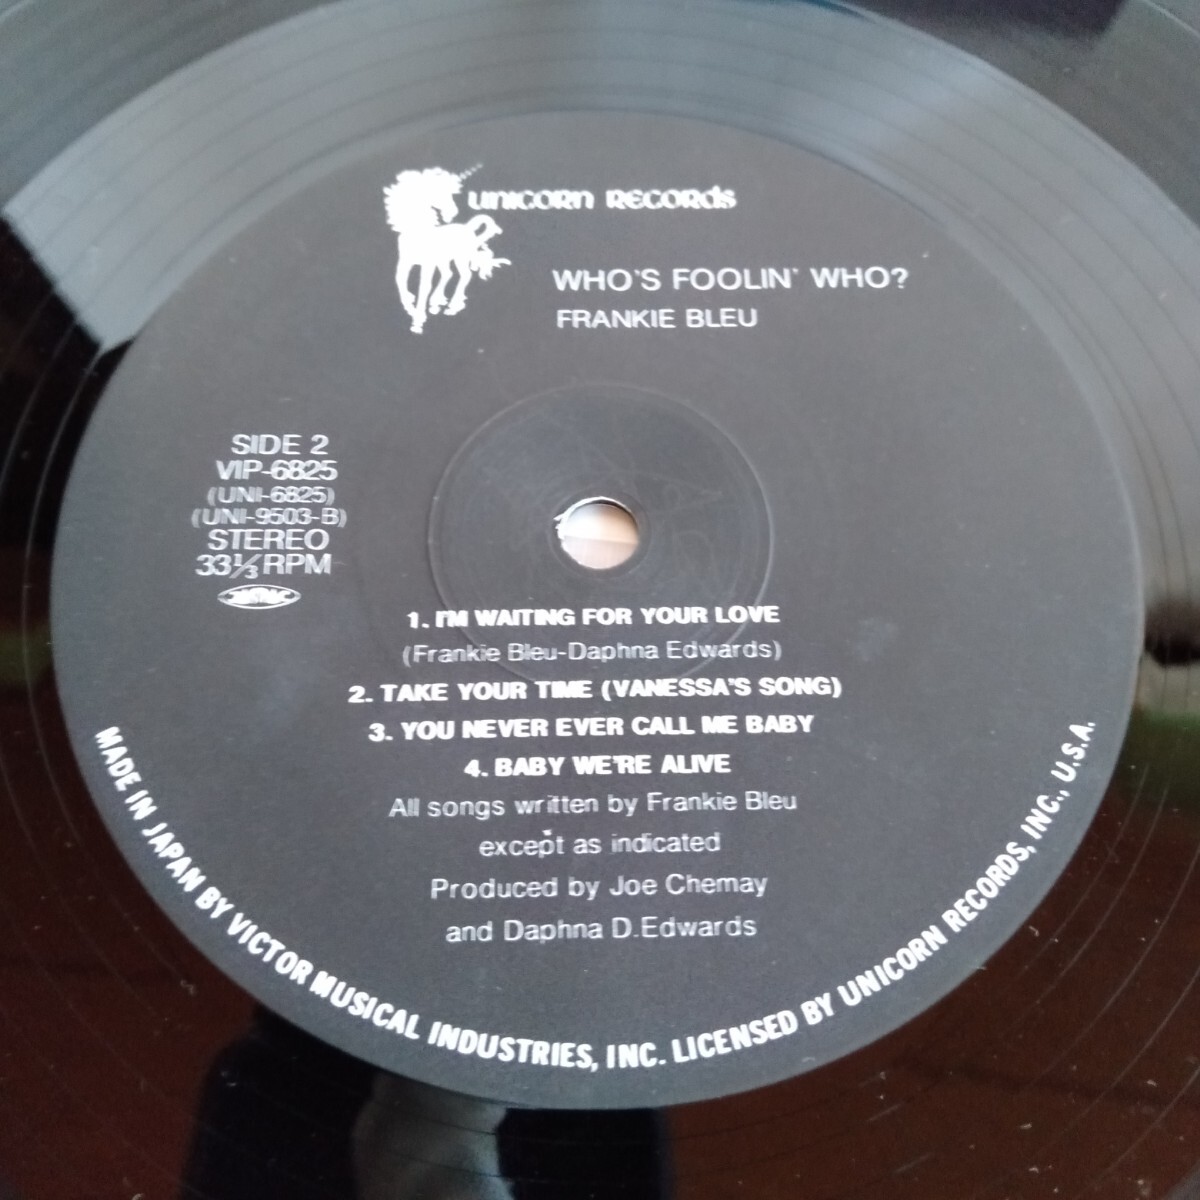 UNICORN RECORDS
WHO'S FOOLIN' WHO?
FRANKIE BLEU
SIDE 2
VIP-6825
(UNI-6825)
(UNI-9503-B)
STEREO
33⅓ RPM
1. I'M WAITING FOR YOUR LOVE
(Frankie Bleu-Daphna Edwards)
2. TAKE YOUR TIME (VANESSA'S SONG)
3. YOU NEVER EVER CALL ME BABY
4. BABY WE'RE ALIVE
All songs written by Frankie Bleu
except as indicated
Produced by Joe Chemay
and Daphna D.Edwards
MADE IN JAPAN BY VICTOR MUSICAL INDUSTRIES, INC. LICENSED BY UNICORN RECORDS, INC., U.S.A.